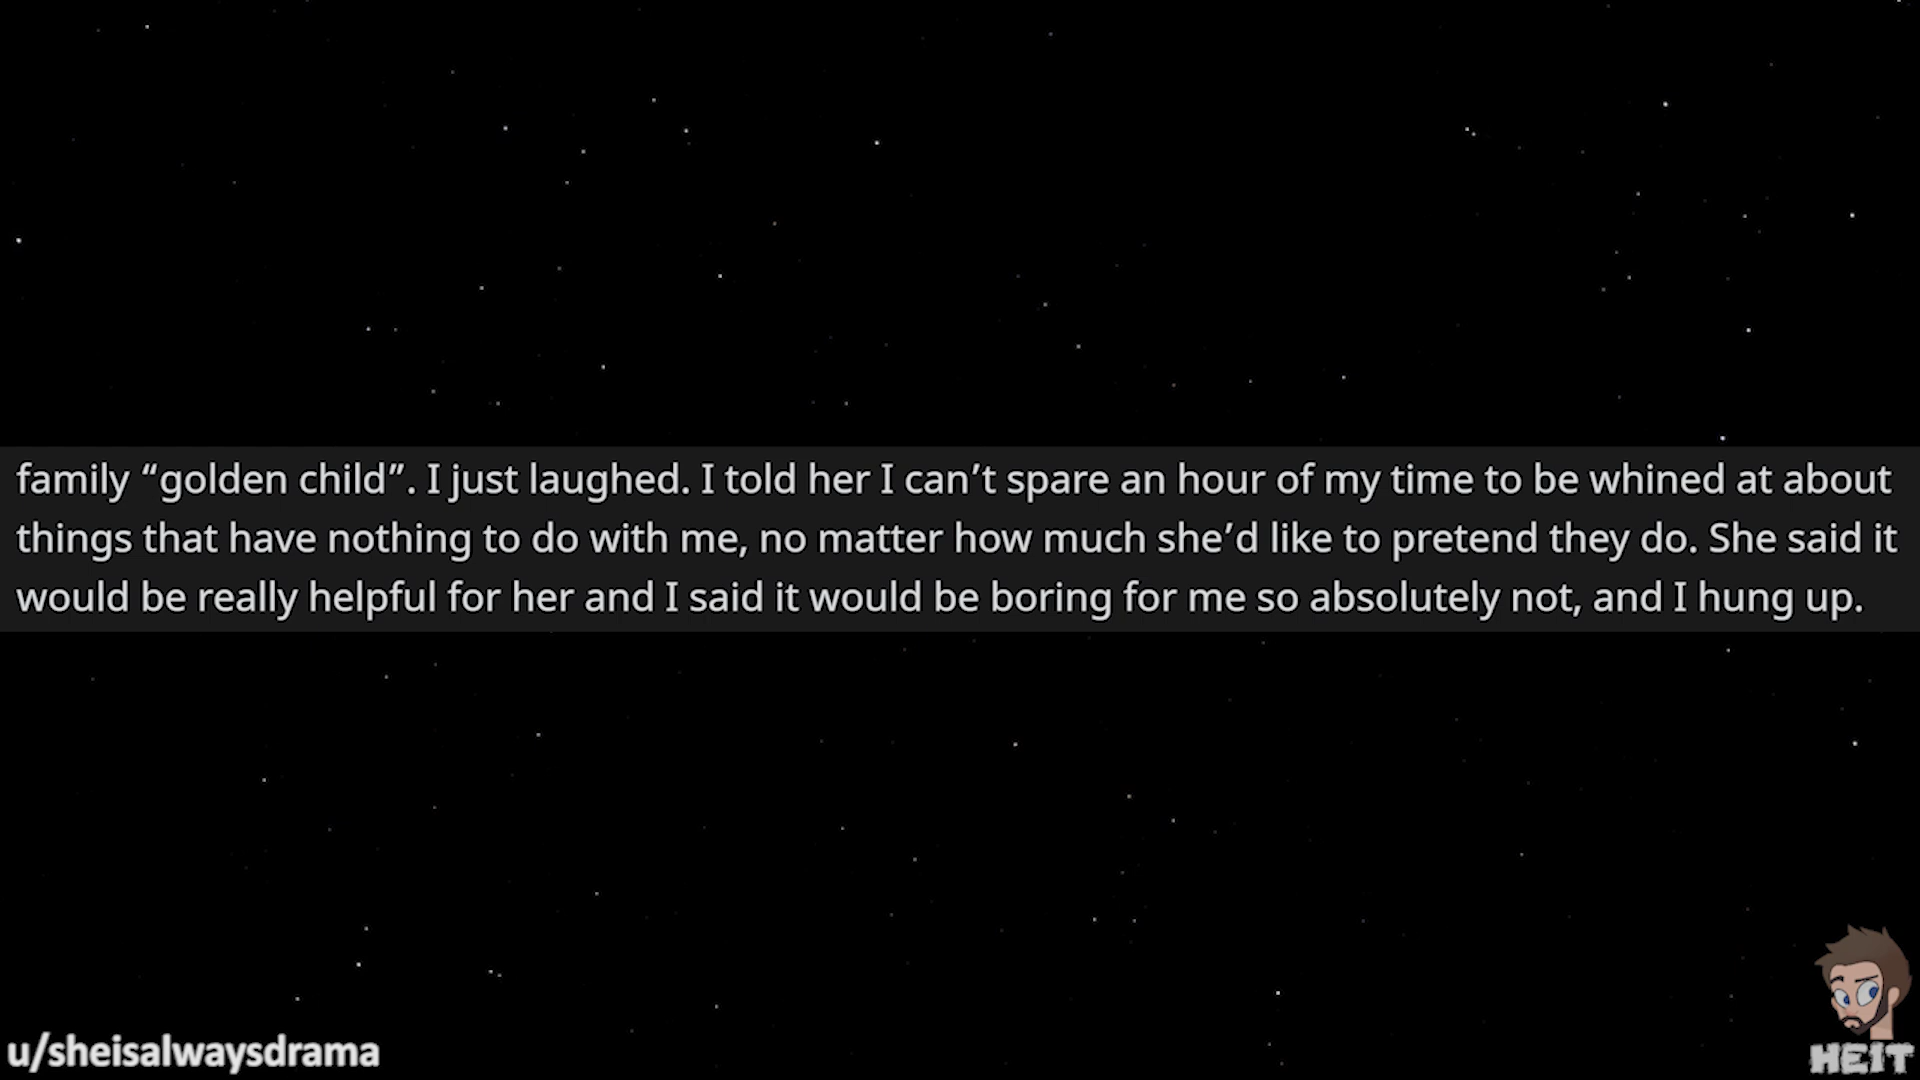 family “golden child”. I just laughed. I told her I can’t spare an hour of my time to be whined at about
things that have nothing to do with me, no matter how much she’d like to pretend they do. She said it
would be really helpful for her and I said it would be boring for me so absolutely not, and I hung up.
u/sheisalwaysdrama
HEIT